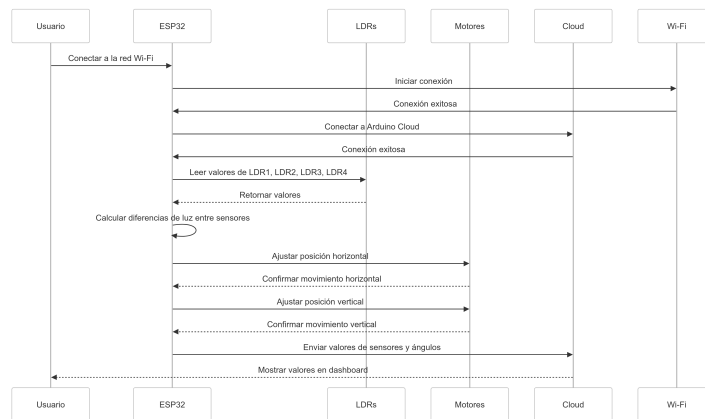 Usuario
ESP32
LDRs
Motores
Cloud
Wi-Fi
Conectar a la red Wi-Fi
Iniciar conexión
Conexión exitosa
Conectar a Arduino Cloud
Conexión exitosa
Leer valores de LDR1, LDR2, LDR3, LDR4
Retornar valores
Calcular diferencias de luz entre sensores
Ajustar posición horizontal
Confirmar movimiento horizontal
Ajustar posición vertical
Confirmar movimiento vertical
Enviar valores de sensores y ángulos
Mostrar valores en dashboard
Usuario
ESP32
LDRs
Motores
Cloud
Wi-Fi